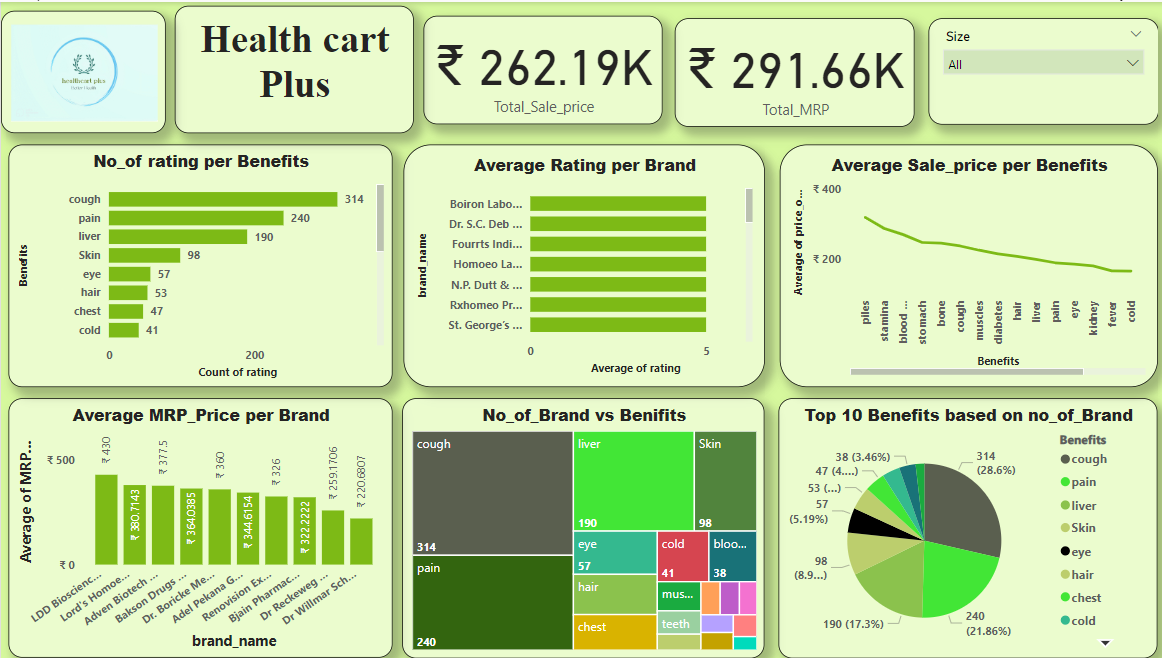 healthcart plus
Health cart
Plus
₹ 262.19K
Total_Sale_price
₹ 291.66K
Total_MRP
Size
All
No_of rating per Benefits
Benefits
cough 314
pain 240
liver 190
Skin 98
eye 57
hair 53
chest 47
cold 41
0 200
Count of rating
Average Rating per Brand
brand_name
Boiron Labo...
Dr. S.C. Deb ...
Fourrts Indi...
Homoeo La...
N.P. Dutt & ...
Rxhomeo Pr...
St. George's ...
0 5
Average of rating
Average Sale_price per Benefits
Average of price_o...
₹ 400
₹ 200
piles
stamina
blood ...
stomach
bone
cough
muscles
diabetes
hair
liver
pain
eye
kidney
fever
cold
Benefits
Average MRP_Price per Brand
Average of MRP...
₹ 500
₹ 0
₹ 430
₹ 380.7143
₹ 377.5
₹ 364.0385
₹ 360
₹ 344.6154
₹ 326
₹ 322.2222
₹ 259.1706
₹ 220.6807
LDD Bioscienc...
Lord's Homoe...
Adven Biotech ...
Bakson Drugs ...
Dr. Boricke Me...
Adel Pekana G...
Renovision Ex...
Bjain Pharmac...
Dr Reckeweg ...
Dr Willmar Sch...
brand_name
No_of_Brand vs Benifits
cough
314
pain
240
liver
190
Skin
98
eye
57
hair
chest
cold
41
bloo...
38
mus...
teeth
Top 10 Benefits based on no_of_Brand
314
(28.6%)
240
(21.86%)
190 (17.3%)
98
(8.9...)
57
(5.19%)
53 (...)
47 (4....)
38 (3.46%)
Benefits
cough
pain
liver
Skin
eye
hair
chest
cold